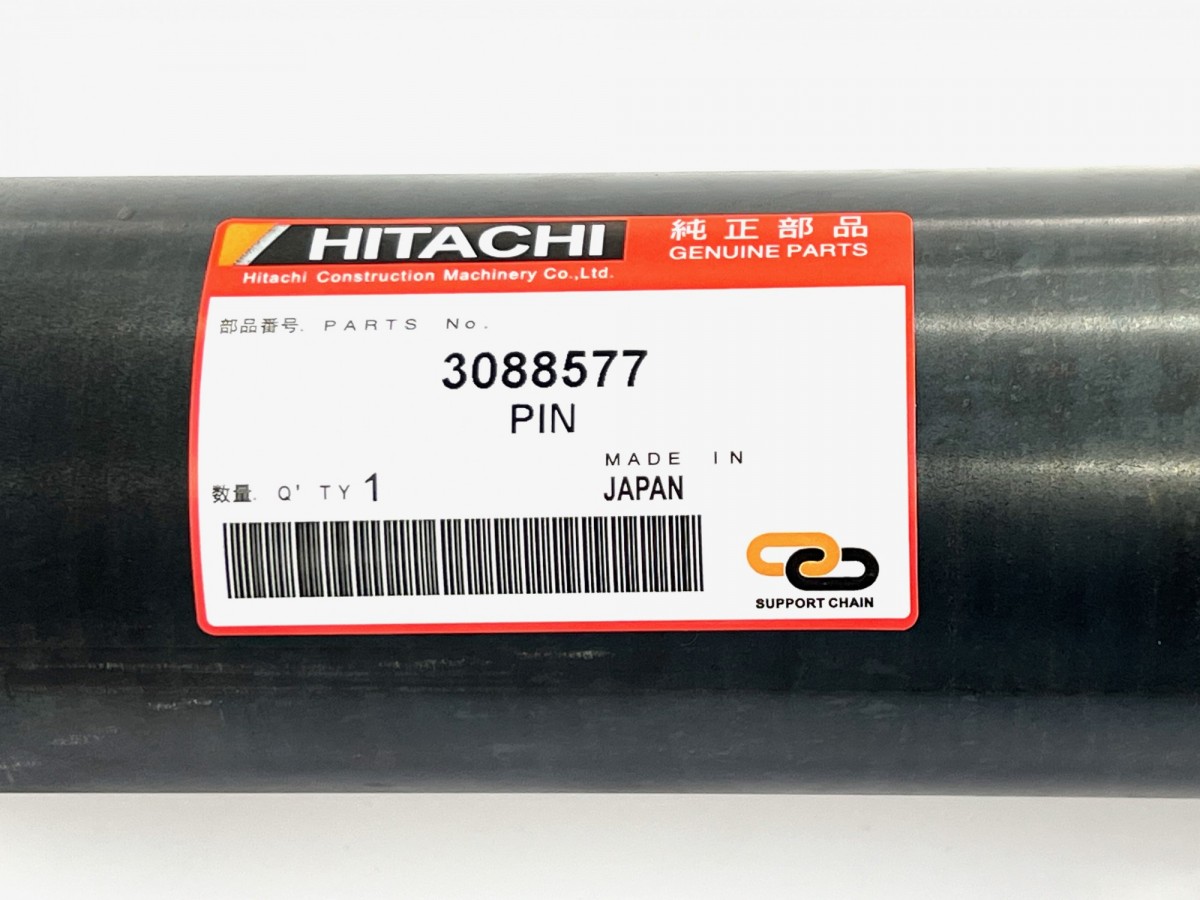 HITACHI
Hitachi Construction Machinery Co.,Ltd.
純正部品
GENUINE PARTS
部品番号. PARTS No.
3088577
PIN
MADE IN
JAPAN
数量. Q'TY 1
SUPPORT CHAIN